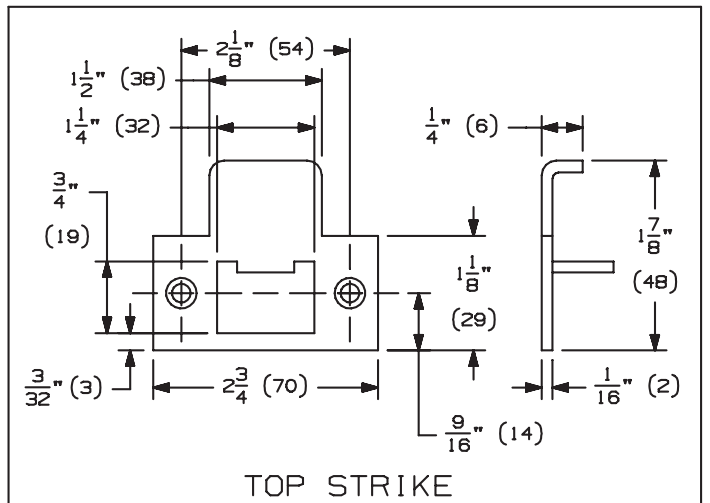 2 1/8" (54)
1 1/2" (38)
1 1/4" (32)
1/4" (6)
3/4"
(19)
1 1/8"
(29)
1 7/8"
(48)
3/32" (3)
2 3/4 (70)
1/16" (2)
9/16" (14)
TOP STRIKE